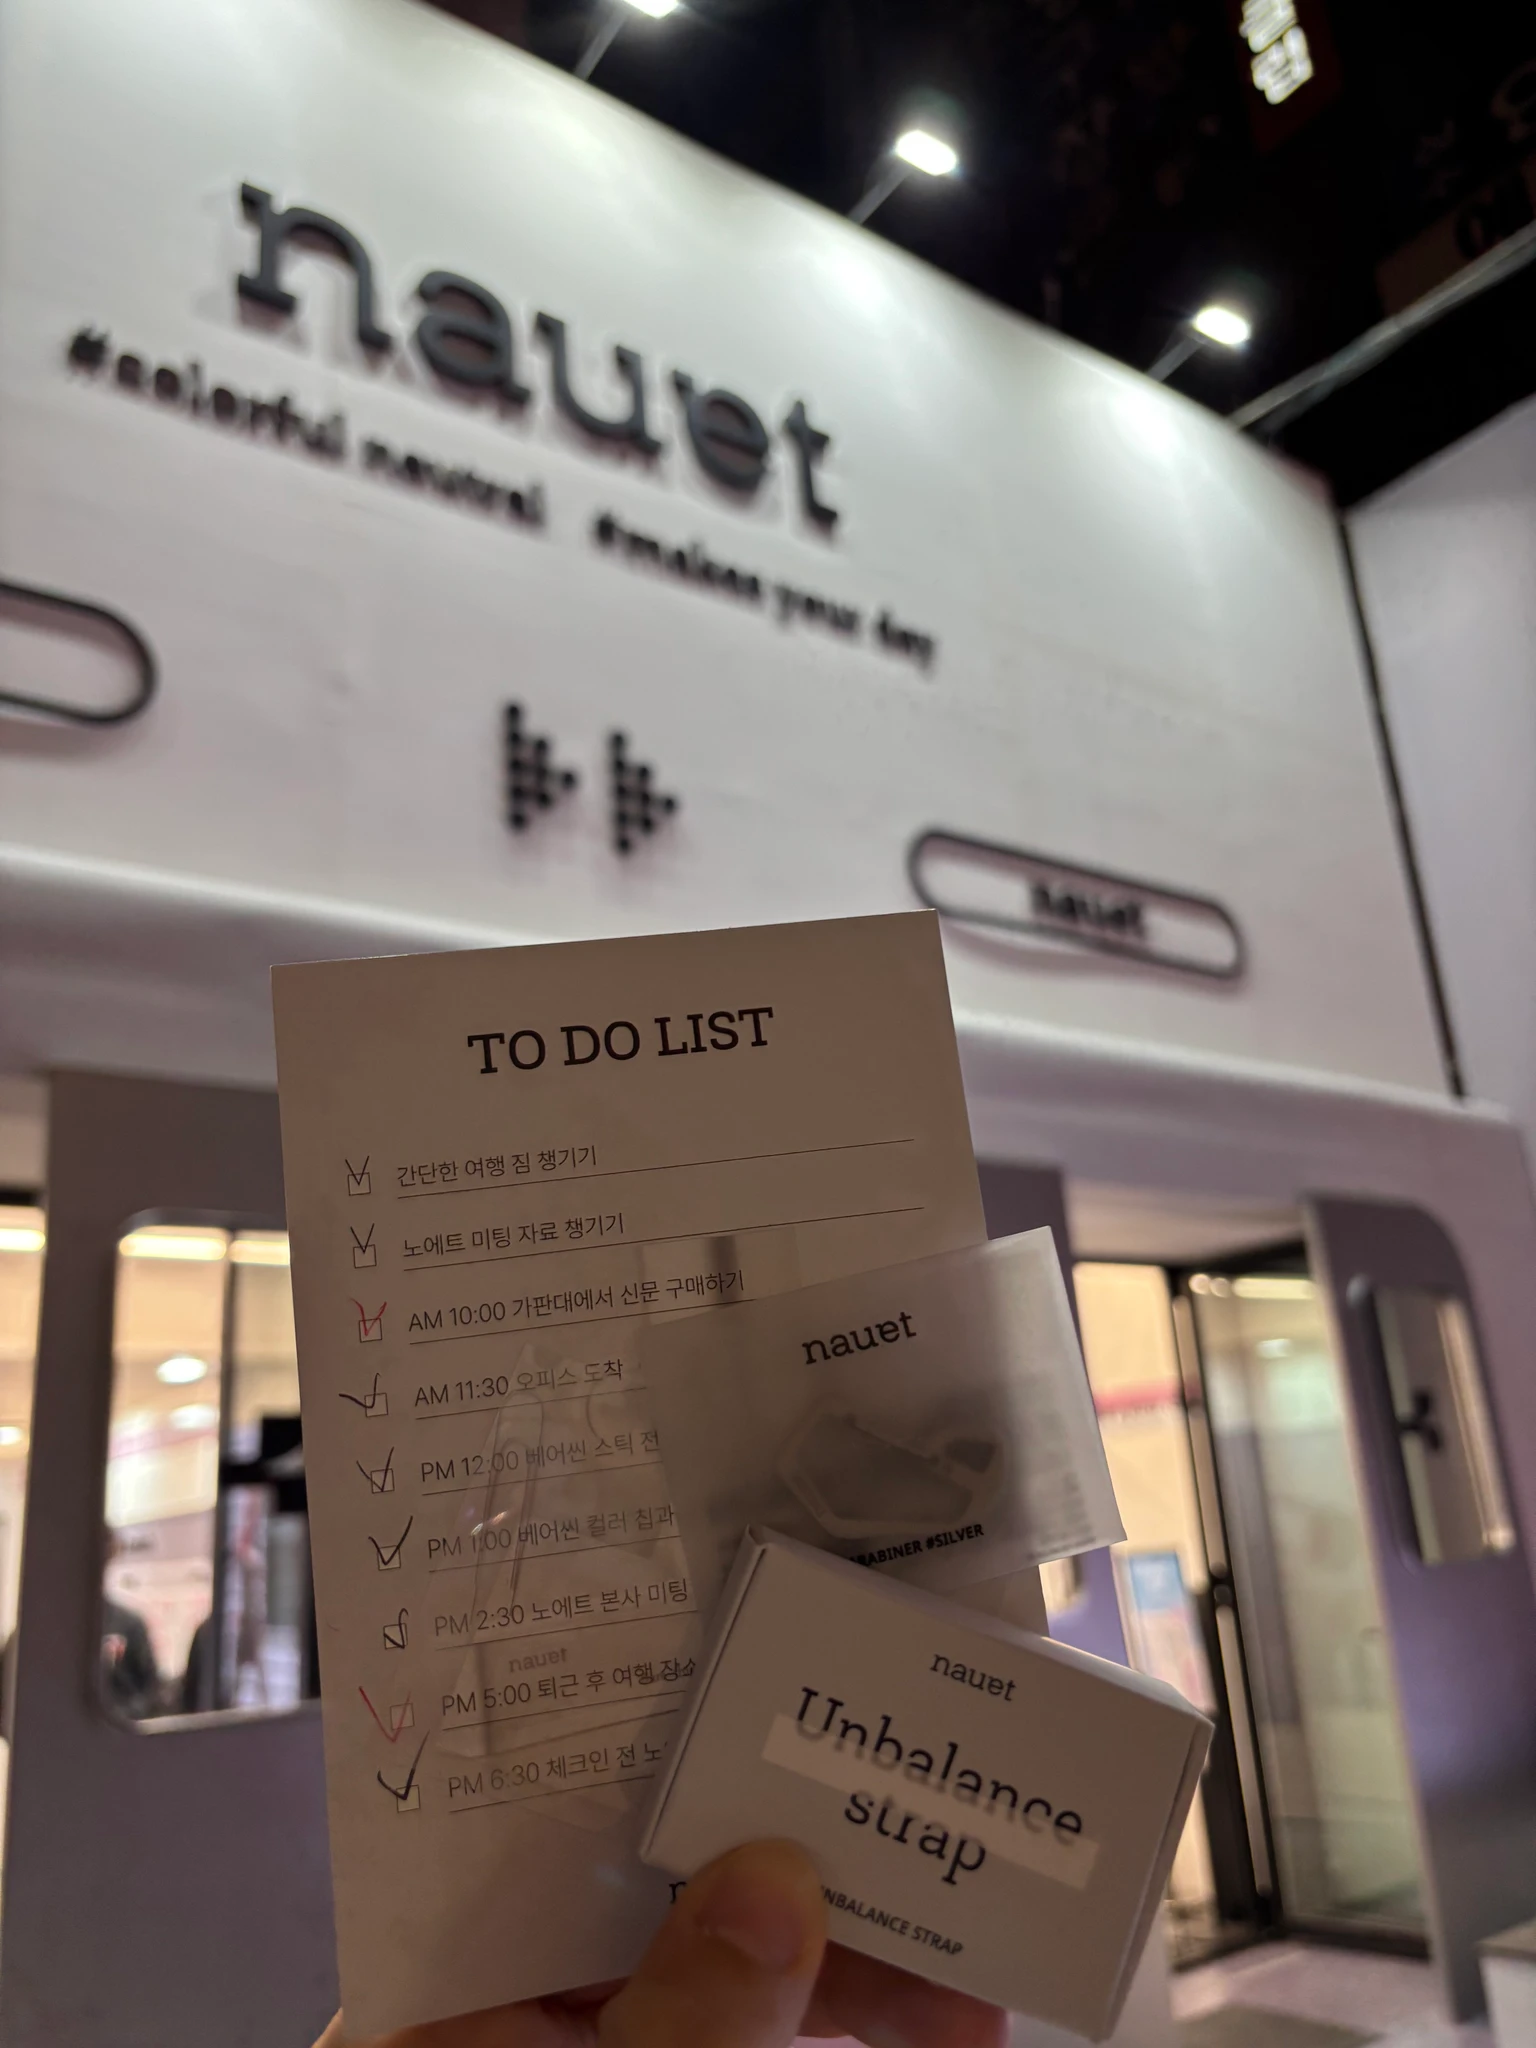 nauet
#colorful neutral #makes your day
nauet
TO DO LIST
간단한 여행 짐 챙기기
노에트 미팅 자료 챙기기
AM 10:00 가판대에서 신문 구매하기
AM 11:30 오피스 도착
PM 12:00 베어씬 스틱 전
PM 1:00 베어씬 컬러 칩과
PM 2:30 노에트 본사 미팅
nauet
PM 5:00 퇴근 후 여행 장소
PM 6:30 체크인 전 노
nauet
RABINER #SILVER
nauet
Unbalance
strap
UNBALANCE STRAP